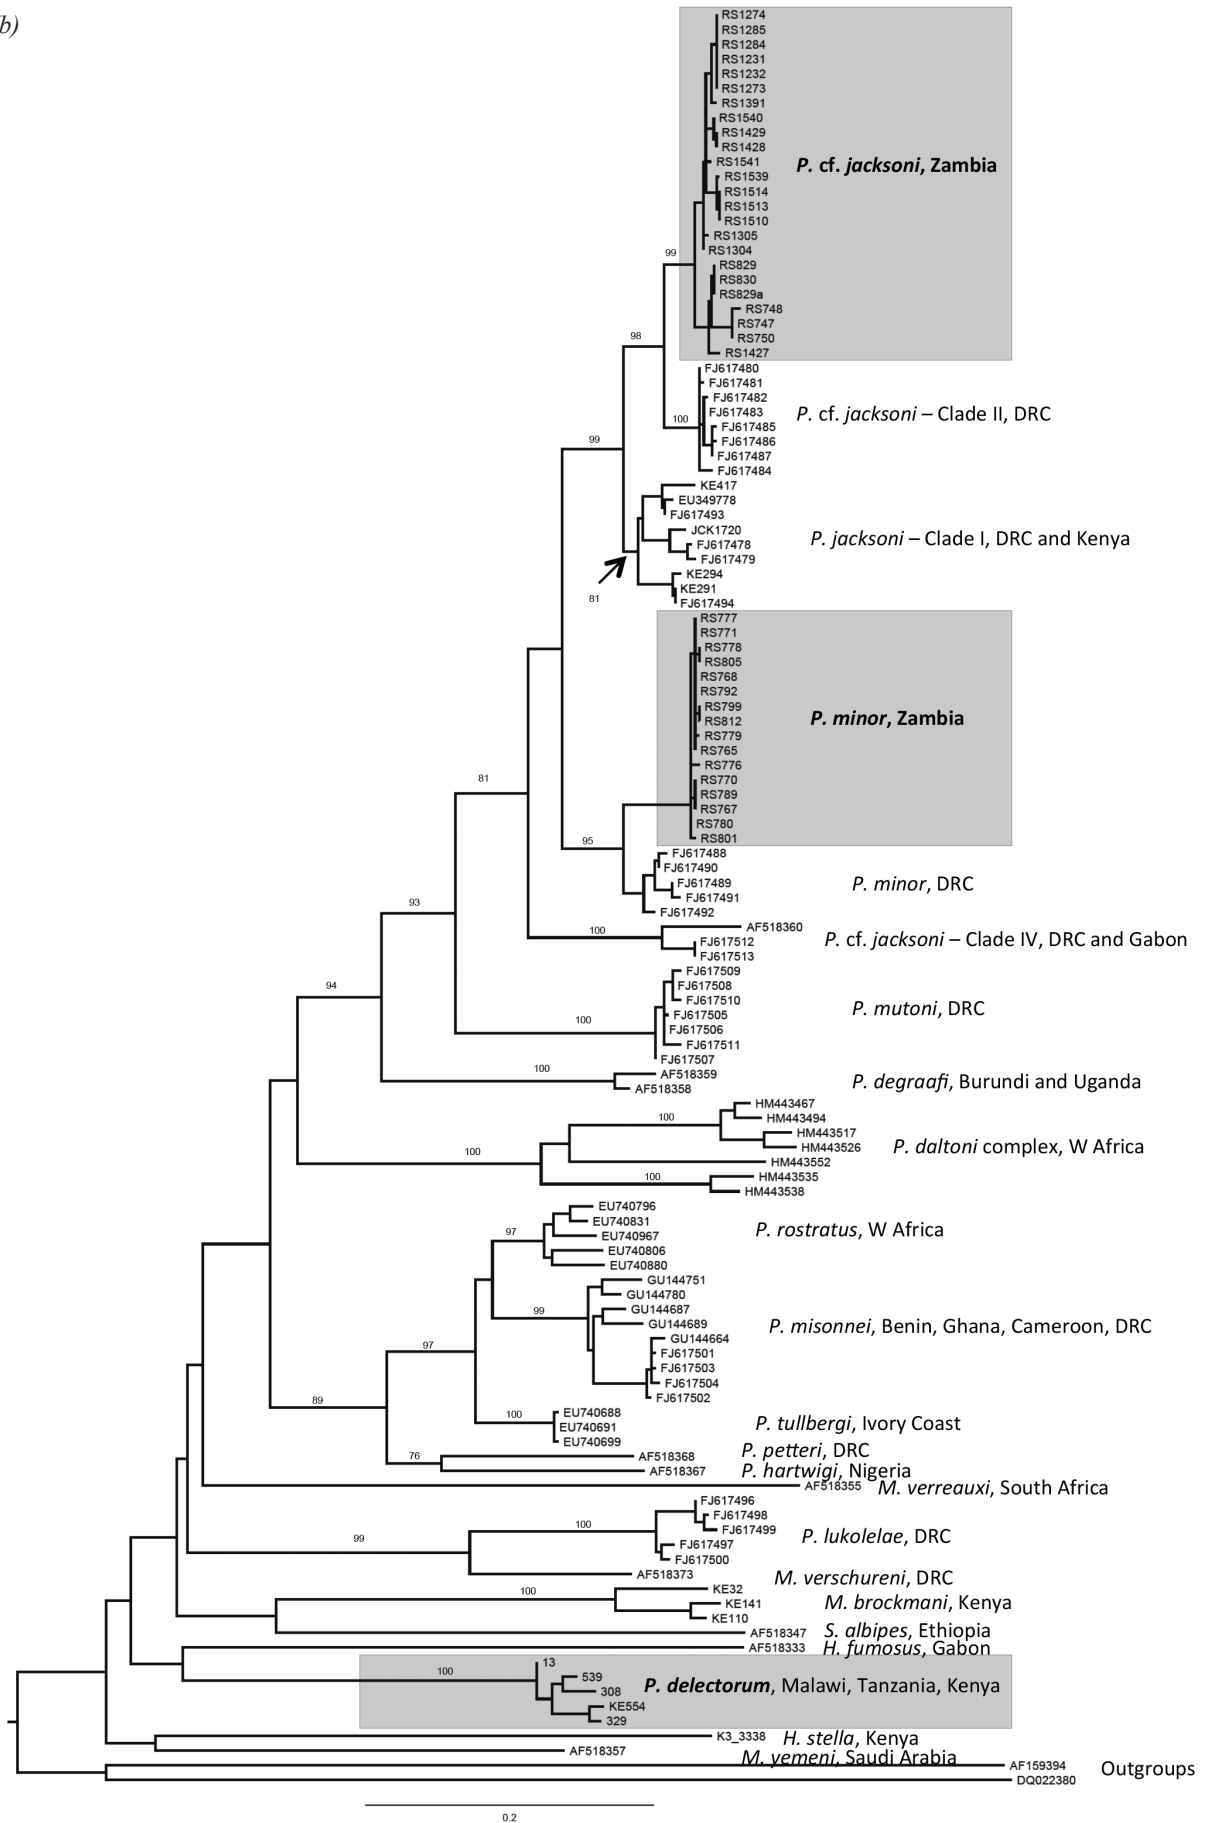 b)
RS1274
RS1285
RS1284
RS1231
RS1232
RS1273
RS1391
RS1540
RS1429
RS1428
RS1541
P. cf. jacksoni, Zambia
RS1539
RS1514
RS1513
RS1510
RS1305
RS1304
99
RS829
RS830
RS829a
RS748
RS747
98
RS750
RS1427
FJ617480
FJ617481
FJ617482
FJ617483
P. cf. jacksoni – Clade II, DRC
100
FJ617485
99
FJ617486
FJ617487
FJ617484
KE417
EU349778
FJ617493
JCK1720
P. jacksoni – Clade I, DRC and Kenya
FJ617478
FJ617479
KE294
KE291
81
FJ617494
RS777
RS771
RS778
RS805
RS768
RS792
RS799
P. minor, Zambia
RS812
RS779
RS765
RS776
81
RS770
RS789
RS767
RS780
RS801
95
FJ617488
FJ617490
FJ617489
P. minor, DRC
FJ617491
93
FJ617492
AF518360
100
FJ617512
P. cf. jacksoni – Clade IV, DRC and Gabon
FJ617513
FJ617509
94
FJ617508
FJ617510
P. mutoni, DRC
FJ617505
100
FJ617506
FJ617511
FJ617507
100
AF518359
P. degraafi, Burundi and Uganda
AF518358
HM443467
100
HM443494
HM443517
HM443526
P. daltoni complex, W Africa
100
HM443552
100
HM443535
HM443538
EU740796
EU740831
97
EU740967
P. rostratus, W Africa
EU740806
EU740880
GU144751
GU144780
99
GU144687
GU144689
P. misonnei, Benin, Ghana, Cameroon, DRC
GU144664
97
FJ617501
FJ617503
FJ617504
89
FJ617502
100
EU740688
EU740691
P. tullbergi, Ivory Coast
EU740699
P. petteri, DRC
76
AF518368
AF518367
P. hartwigi, Nigeria
AF518355
M. verreauxi, South Africa
FJ617496
FJ617498
100
FJ617499
P. lukolelae, DRC
99
FJ617497
FJ617500
AF518373
M. verschureni, DRC
100
KE32
KE141
M. brockmani, Kenya
KE110
AF518347
S. albipes, Ethiopia
AF518333
H. fumosus, Gabon
13
100
539
308
P. delectorum, Malawi, Tanzania, Kenya
KE554
329
K3_3338
H. stella, Kenya
AF518357
M. yemeni, Saudi Arabia
AF159394
Outgroups
DQ022380
0.2